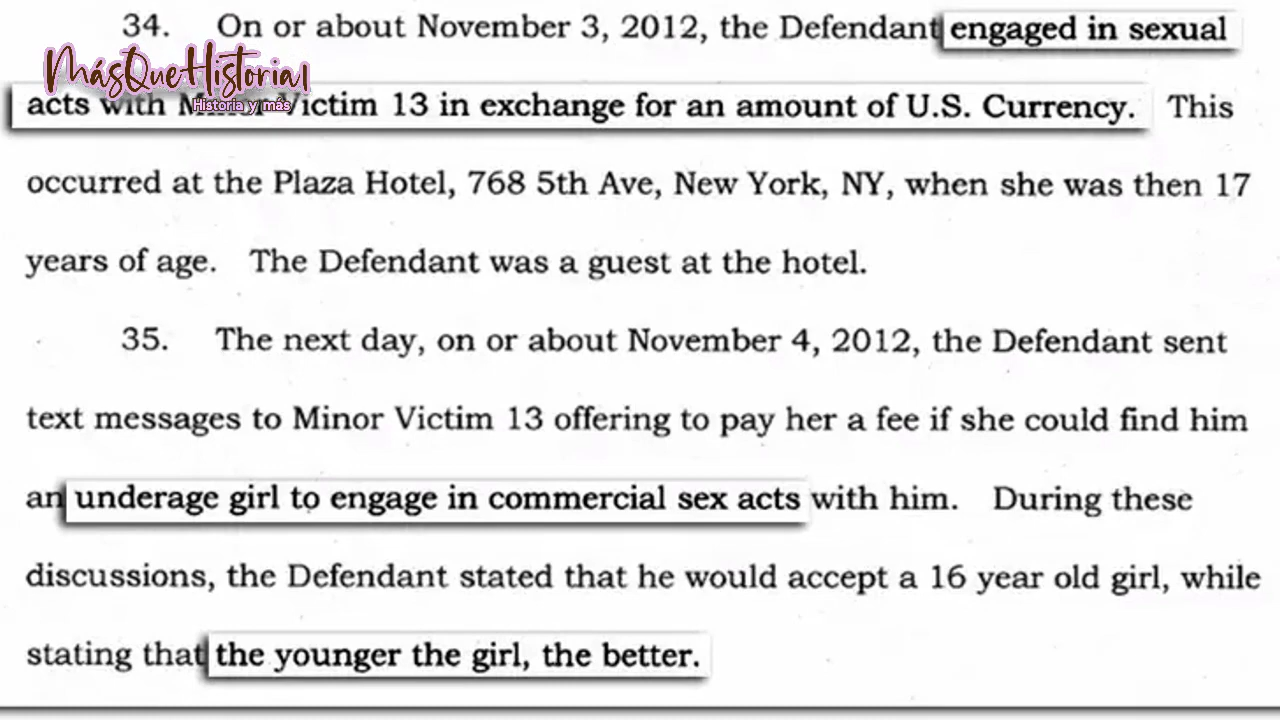 34. On or about November 3, 2012, the Defendant engaged in sexual
MásQueHistorial
Historia y más
acts with Minor Victim 13 in exchange for an amount of U.S. Currency. This
occurred at the Plaza Hotel, 768 5th Ave, New York, NY, when she was then 17
years of age. The Defendant was a guest at the hotel.
35. The next day, on or about November 4, 2012, the Defendant sent
text messages to Minor Victim 13 offering to pay her a fee if she could find him
an underage girl to engage in commercial sex acts with him. During these
discussions, the Defendant stated that he would accept a 16 year old girl, while
stating that the younger the girl, the better.